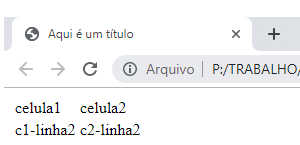 Aqui é um título
Arquivo | P:/TRABALHO/
celula1 celula2
c1-linha2 c2-linha2